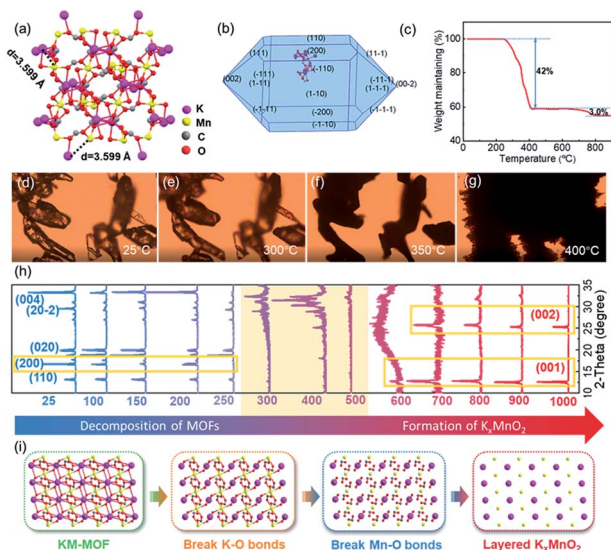 (a)
d=3.599 Å
d=3.599 Å
K
Mn
C
O
(b)
(110)
(200)
(111)
(11-1)
(-111)
(-110)
(-11-1)
(002)
(00-2)
(1-11)
(1-1-1)
(1-10)
(-1-11)
(-200)
(-1-1-1)
(-1-10)
(c)
Weight maintaining (%)
100
80
60
40
42%
3.0%
0 200 400 600 800
Temperature (°C)
(d)
25°C
(e)
300°C
(f)
350°C
(g)
400°C
(h)
(004)
(20-2)
(020)
(200)
(110)
(002)
(001)
35
30
25
20
15
10
2-Theta (degree)
25 100 150 200 250 300 400 500 600 700 800 900 1000
Decomposition of MOFs
Formation of KxMnO2
(i)
KM-MOF
Break K-O bonds
Break Mn-O bonds
Layered KxMnO2